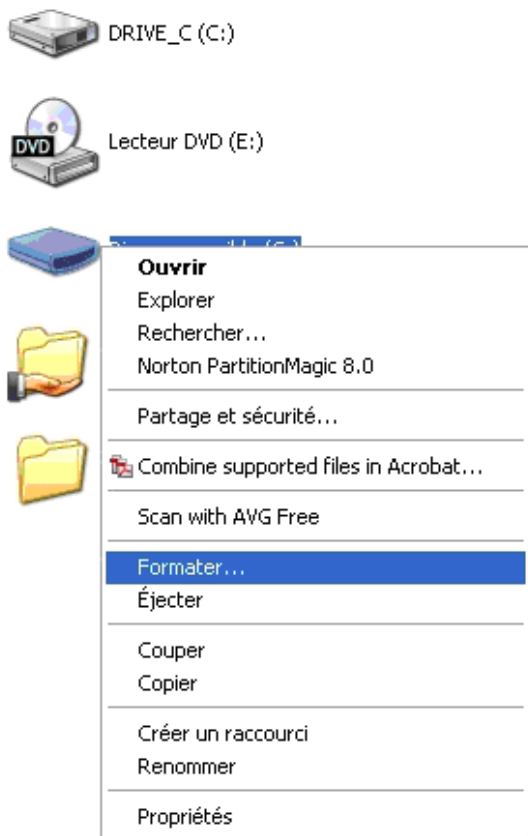 DRIVE_C (C:)
DVD
Lecteur DVD (E:)
Ouvrir
Explorer
Rechercher...
Norton PartitionMagic 8.0
Partage et sécurité...
Combine supported files in Acrobat...
Scan with AVG Free
Formater...
Éjecter
Couper
Copier
Créer un raccourci
Renommer
Propriétés